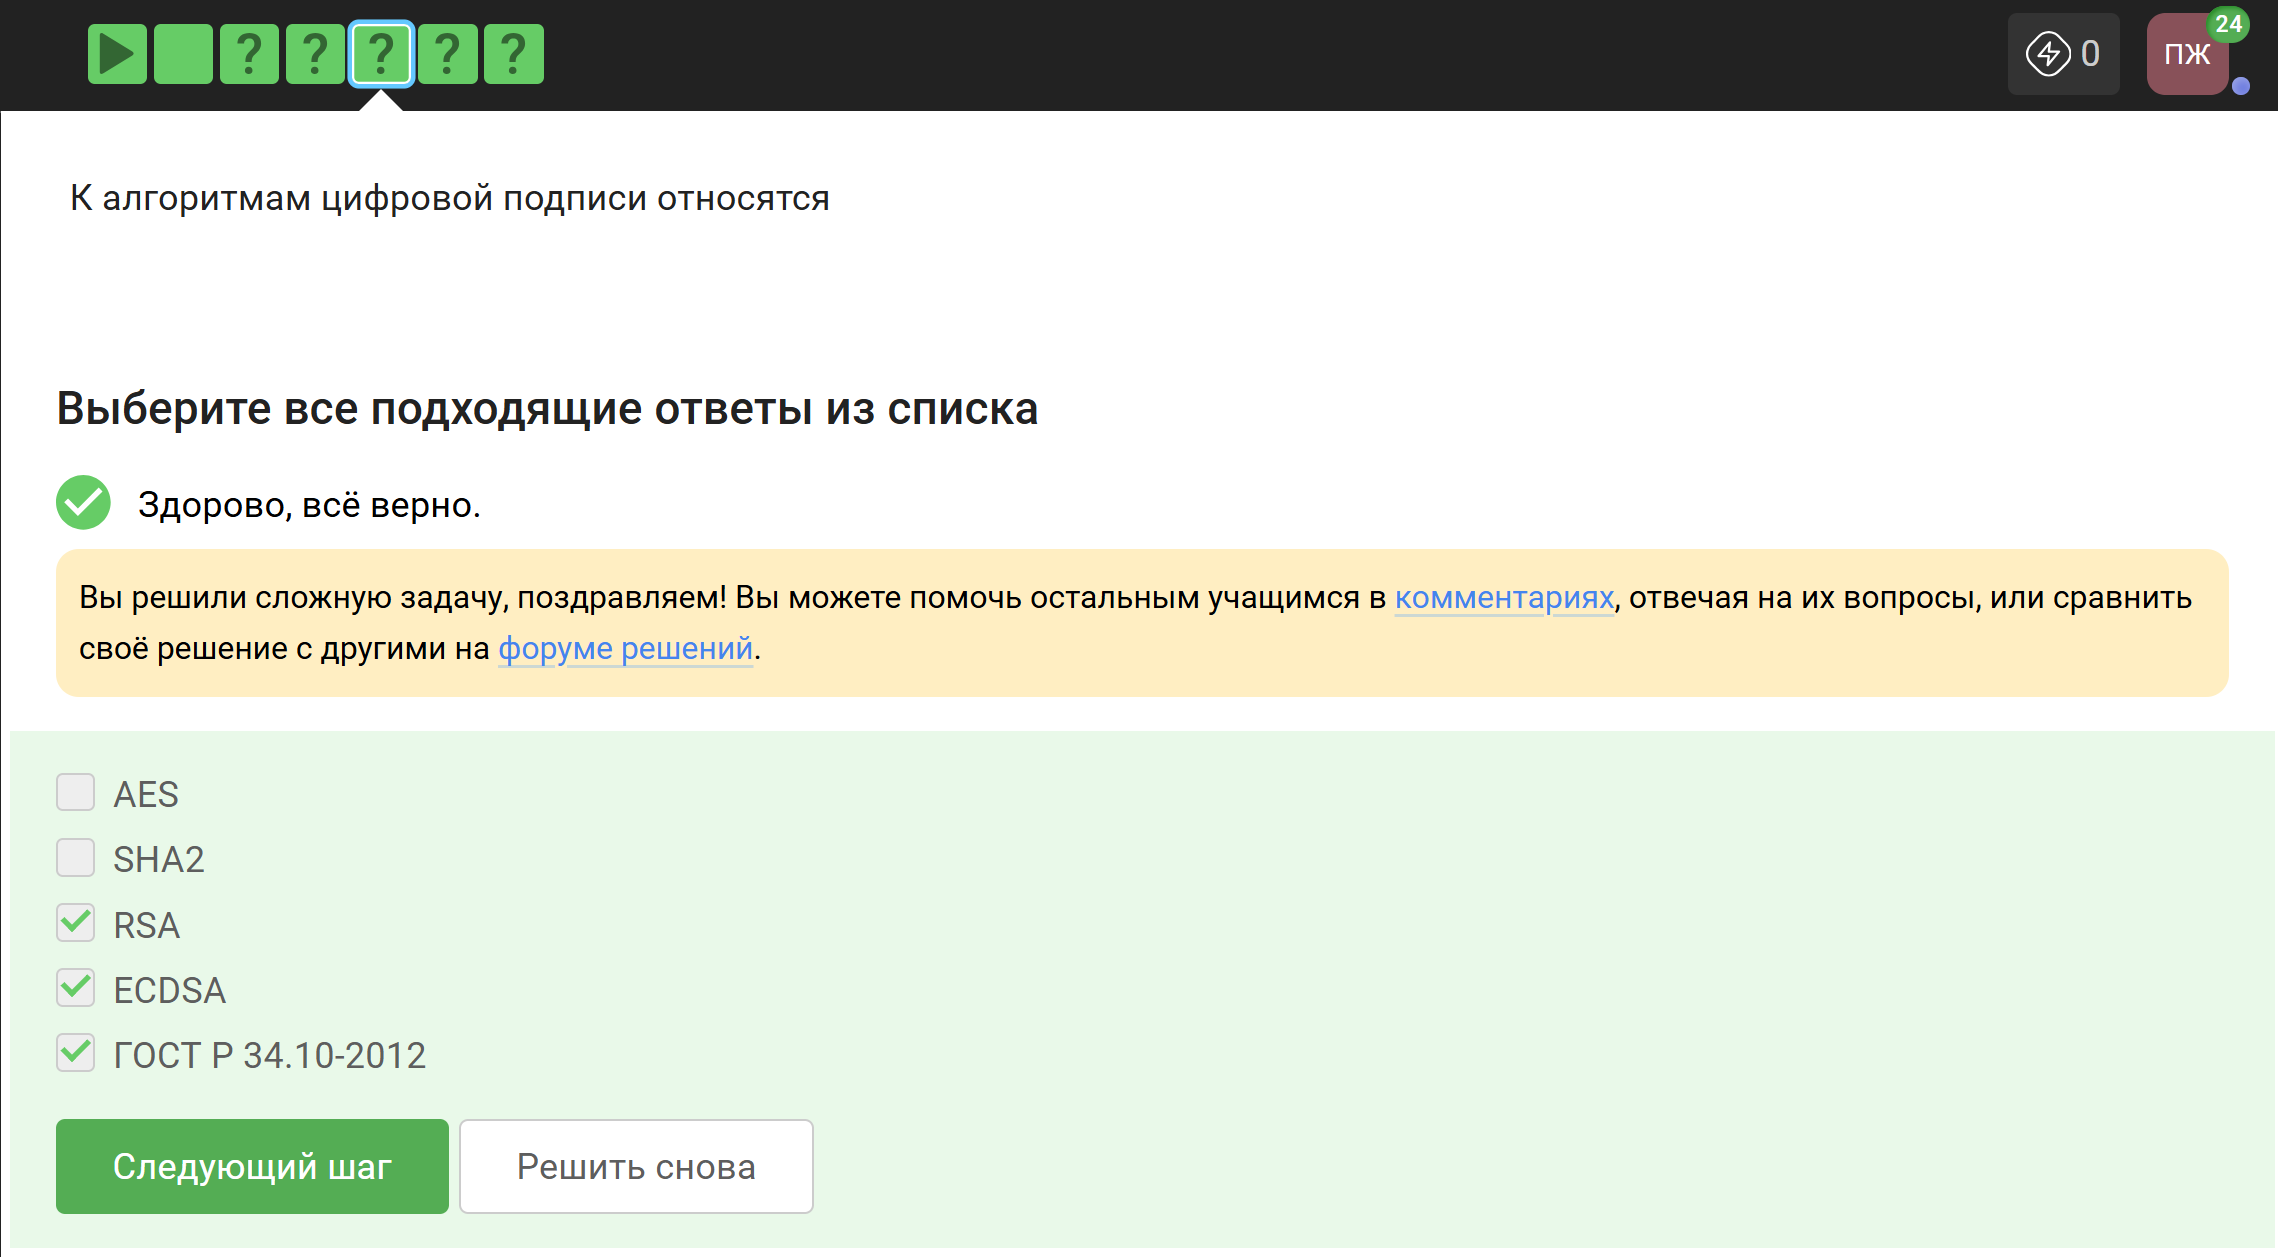 ? ? ? ? ?
0
ПЖ
24
К алгоритмам цифровой подписи относятся
Выберите все подходящие ответы из списка
Здорово, всё верно.
Вы решили сложную задачу, поздравляем! Вы можете помочь остальным учащимся в комментариях, отвечая на их вопросы, или сравнить
своё решение с другими на форуме решений.
AES
SHA2
RSA
ECDSA
ГОСТ Р 34.10-2012
Следующий шаг
Решить снова